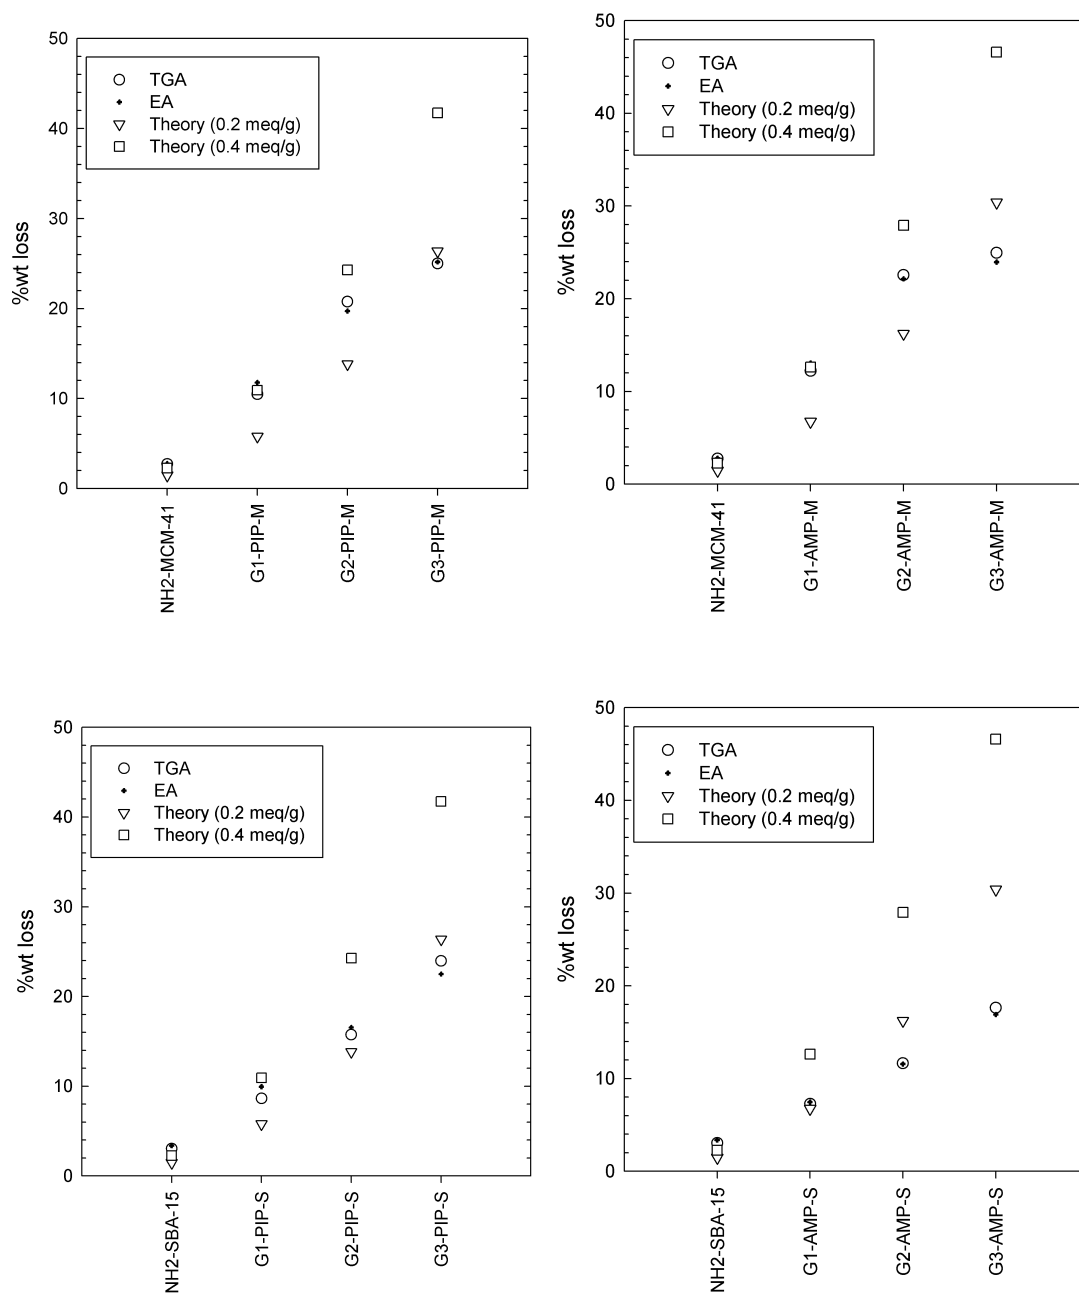 50
40
30
20
10
0
%wt loss
TGA
EA
Theory (0.2 meq/g)
Theory (0.4 meq/g)
NH2-MCM-41
G1-PIP-M
G2-PIP-M
G3-PIP-M
50
40
30
20
10
0
%wt loss
TGA
EA
Theory (0.2 meq/g)
Theory (0.4 meq/g)
NH2-MCM-41
G1-AMP-M
G2-AMP-M
G3-AMP-M
50
40
30
20
10
0
%wt loss
TGA
EA
Theory (0.2 meq/g)
Theory (0.4 meq/g)
NH2-SBA-15
G1-PIP-S
G2-PIP-S
G3-PIP-S
50
40
30
20
10
0
%wt loss
TGA
EA
Theory (0.2 meq/g)
Theory (0.4 meq/g)
NH2-SBA-15
G1-AMP-S
G2-AMP-S
G3-AMP-S